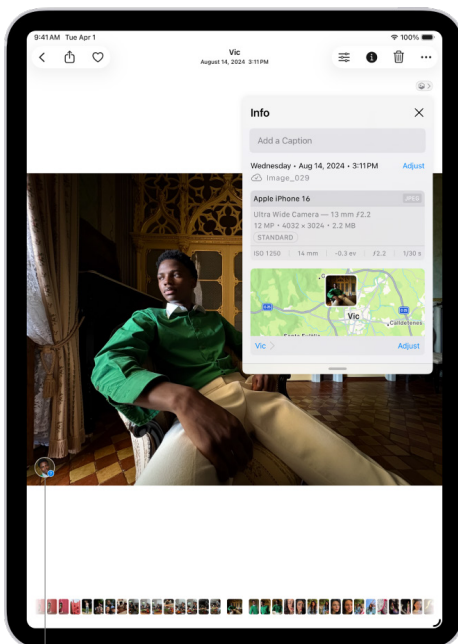 9:41 AM Tue Apr 1
100%
Vic
August 14, 2024 3:11 PM
Info
Add a Caption
Wednesday • Aug 14, 2024 • 3:11 PM Adjust
Image_029
Apple iPhone 16 JPEG
Ultra Wide Camera — 13 mm ƒ2.2
12 MP • 4032 × 3024 • 2.2 MB
STANDARD
ISO 1250 14 mm -0.3 ev ƒ2.2 1/30 s
Vic
Calldetenes
Vic Adjust